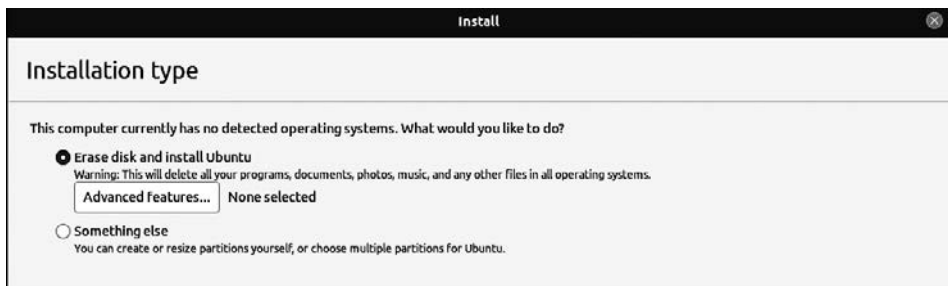 Install
Installation type
This computer currently has no detected operating systems. What would you like to do?
Erase disk and install Ubuntu
Warning: This will delete all your programs, documents, photos, music, and any other files in all operating systems.
Advanced features... None selected
Something else
You can create or resize partitions yourself, or choose multiple partitions for Ubuntu.